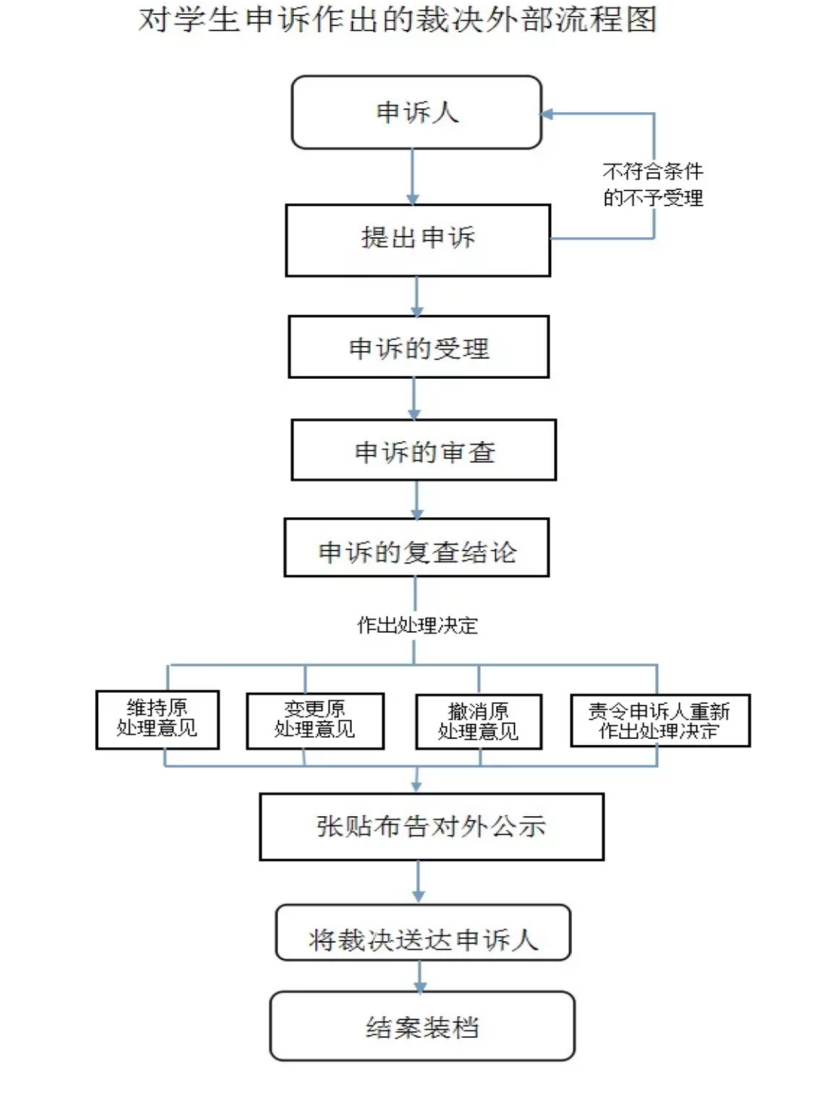 对学生申诉作出的裁决外部流程图
申诉人
不符合条件
的不予受理
提出申诉
申诉的受理
申诉的审查
申诉的复查结论
作出处理决定
维持原
处理意见
变更原
处理意见
撤消原
处理意见
责令申诉人重新
作出处理决定
张贴布告对外公示
将裁决送达申诉人
结案装档